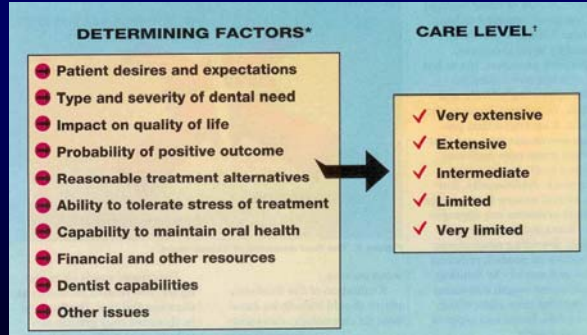 DETERMINING FACTORS*
Patient desires and expectations
Type and severity of dental need
Impact on quality of life
Probability of positive outcome
Reasonable treatment alternatives
Ability to tolerate stress of treatment
Capability to maintain oral health
Financial and other resources
Dentist capabilities
Other issues
CARE LEVEL†
Very extensive
Extensive
Intermediate
Limited
Very limited